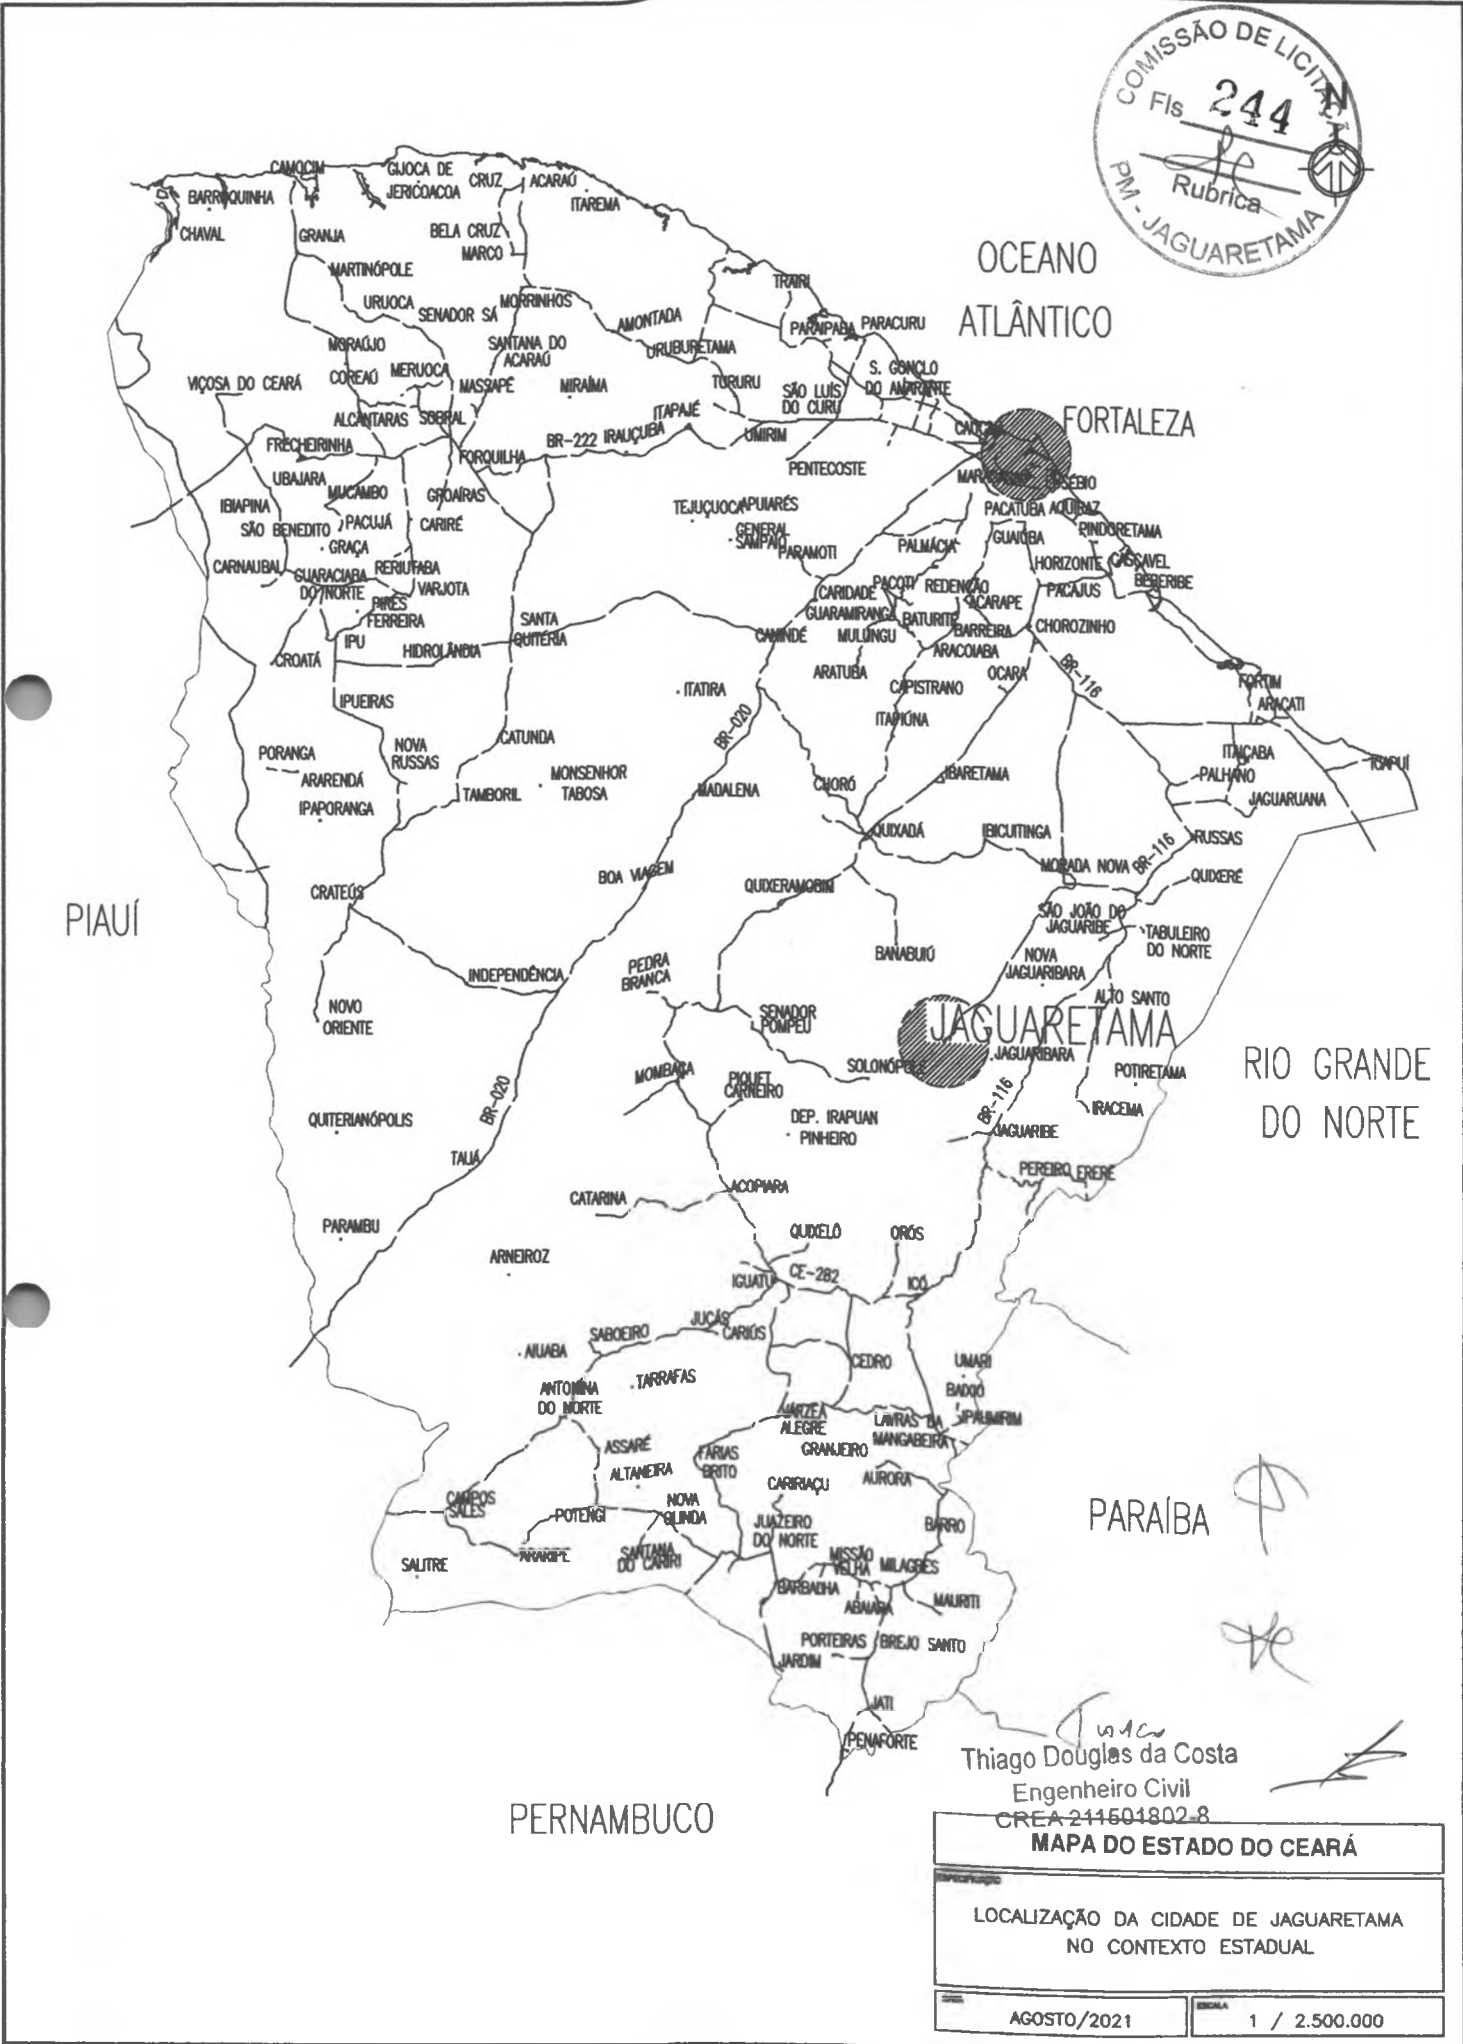 COMISSÃO DE LICITAÇÃ
Fls 244
Rubrica
PM - JAGUARETAMA
N
OCEANO
ATLÂNTICO
FORTALEZA
PIAUÍ
JAGUARETAMA
RIO GRANDE
DO NORTE
PARAÍBA
PERNAMBUCO
CAMOCIM
GIJOCA DE
JERICOACOA
CRUZ
ACARAÚ
ITAREMA
BARROQUINHA
CHAVAL
GRANJA
BELA CRUZ
MARCO
MARTINÓPOLE
URUOCA
SENADOR SÁ
MORRINHOS
AMONTADA
TRAIRI
PARAIPABA
PARACURU
MORAÚJO
SANTANA DO
ACARAÚ
URUBURETAMA
VIÇOSA DO CEARÁ
COREAÚ
MERUOCA
MASSAPÊ
MIRAÍMA
TURURU
SÃO LUÍS
DO CURU
S. GONÇLO
DO AMARANTE
ALCÂNTARAS
SOBRAL
ITAPAJÉ
FRECHEIRINHA
FORQUILHA
BR-222
IRAUÇUBA
UMIRIM
PENTECOSTE
UBAJARA
IBIAPINA
MUCAMBO
GROAÍRAS
TEJUÇUOCA
APUIARÉS
PACATUBA
AQUIRAZ
SÃO BENEDITO
PACUJÁ
CARIRÉ
GENERAL
SAMPAIO
PARAMOTI
PALMÁCIA
GUAIÚBA
PINDORETAMA
GRAÇA
CARNAUBAL
GUARACIABA
DO NORTE
RERIUTABA
VARJOTA
HORIZONTE
CASCAVEL
BEBERIBE
PIRES
FERREIRA
CARIDADE
PACOTI
REDENÇÃO
PACAJUS
GUARAMIRANGA
ACARAPE
IPU
SANTA
QUITÉRIA
CANINDÉ
MULUNGU
BATURITÉ
BARREIRA
CHOROZINHO
CROATÁ
HIDROLÂNDIA
ARACOIABA
ARATUBA
OCARA
BR-116
CAPISTRANO
ITATIRA
IPUEIRAS
FORTIM
ARACATI
ITAPIÚNA
BR-020
CATUNDA
PORANGA
NOVA
RUSSAS
ITAIÇABA
ICAPUÍ
ARARENDÁ
MONSENHOR
TABOSA
PALHANO
IPAPORANGA
TAMBORIL
MADALENA
CHORÓ
IBARETAMA
JAGUARUANA
QUIXADÁ
IBICUITINGA
RUSSAS
BOA VIAGEM
MORADA NOVA
BR-116
QUIXERÉ
CRATEÚS
QUIXERAMOBIM
SÃO JOÃO DO
JAGUARIBE
TABULEIRO
DO NORTE
BANABUIÚ
NOVA
JAGUARIBARA
PEDRA
BRANCA
INDEPENDÊNCIA
ALTO SANTO
NOVO
ORIENTE
SENADOR
POMPEU
JAGUARIBARA
MOMBAÇA
PIQUET
CARNEIRO
SOLONÓPOLE
POTIRETAMA
BR-020
BR-116
IRACEMA
QUITERIANÓPOLIS
DEP. IRAPUAN
PINHEIRO
JAGUARIBE
TAUÁ
PEREIRO
ERERÉ
CATARINA
ACOPIARA
PARAMBU
QUIXELÔ
ORÓS
ARNEIROZ
IGUATU
CE-282
ICÓ
JUCÁS
SABOEIRO
CARIÚS
AIUABA
CEDRO
UMARI
TARRAFAS
ANTONINA
DO NORTE
BAIXIO
VÁRZEA
ALEGRE
LAVRAS DA
MANGABEIRA
IPAUMIRIM
ASSARÉ
FARIAS
BRITO
GRANJEIRO
ALTANEIRA
CARIRIAÇU
AURORA
CAMPOS
SALES
NOVA
OLINDA
POTENGI
JUAZEIRO
DO NORTE
BARRO
ARARIPE
SANTANA
DO CARIRI
MISSÃO
VELHA
MILAGRES
SALITRE
BARBALHA
ABAIARA
MAURITI
PORTEIRAS
BREJO SANTO
JARDIM
JATI
PENAFORTE
Thiago Douglas da Costa
Engenheiro Civil
CREA 211501802-8
MAPA DO ESTADO DO CEARÁ
LOCALIZAÇÃO DA CIDADE DE JAGUARETAMA
NO CONTEXTO ESTADUAL
AGOSTO/2021
ESCALA
1 / 2.500.000